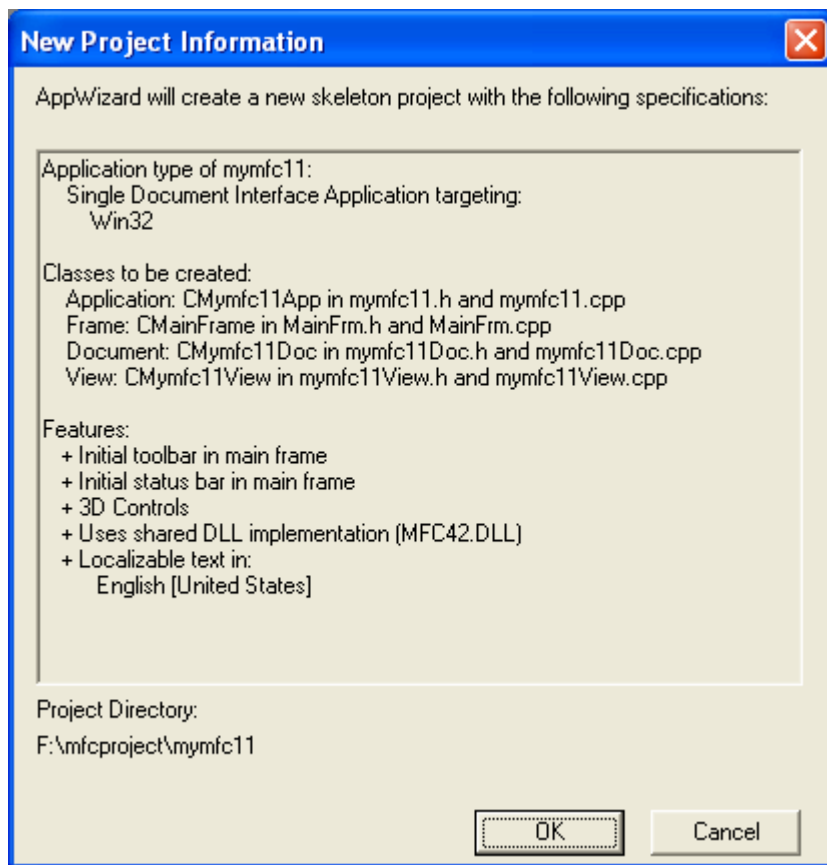 New Project Information
AppWizard will create a new skeleton project with the following specifications:
Application type of mymfc11:
Single Document Interface Application targeting:
Win32
Classes to be created:
Application: CMymfc11App in mymfc11.h and mymfc11.cpp
Frame: CMainFrame in MainFrm.h and MainFrm.cpp
Document: CMymfc11Doc in mymfc11Doc.h and mymfc11Doc.cpp
View: CMymfc11View in mymfc11View.h and mymfc11View.cpp
Features:
+ Initial toolbar in main frame
+ Initial status bar in main frame
+ 3D Controls
+ Uses shared DLL implementation (MFC42.DLL)
+ Localizable text in:
English [United States]
Project Directory:
F:\mfcproject\mymfc11
OK Cancel